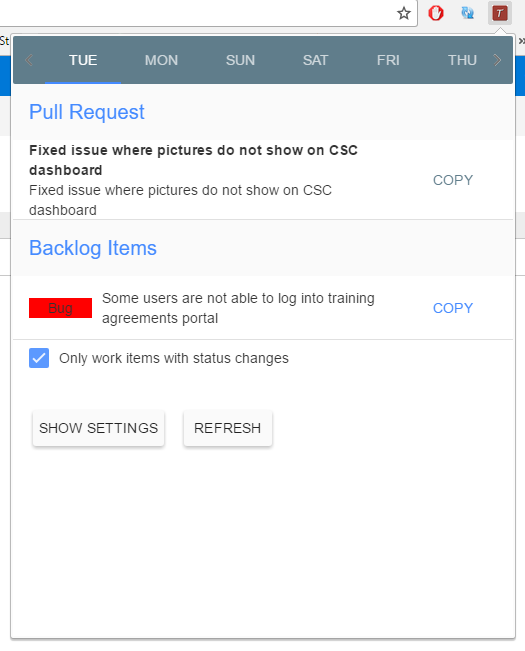 St
T
TUE MON SUN SAT FRI THU
Pull Request
Fixed issue where pictures do not show on CSC
dashboard
Fixed issue where pictures do not show on CSC
dashboard
COPY
Backlog Items
Bug
Some users are not able to log into training
agreements portal
COPY
Only work items with status changes
SHOW SETTINGS REFRESH